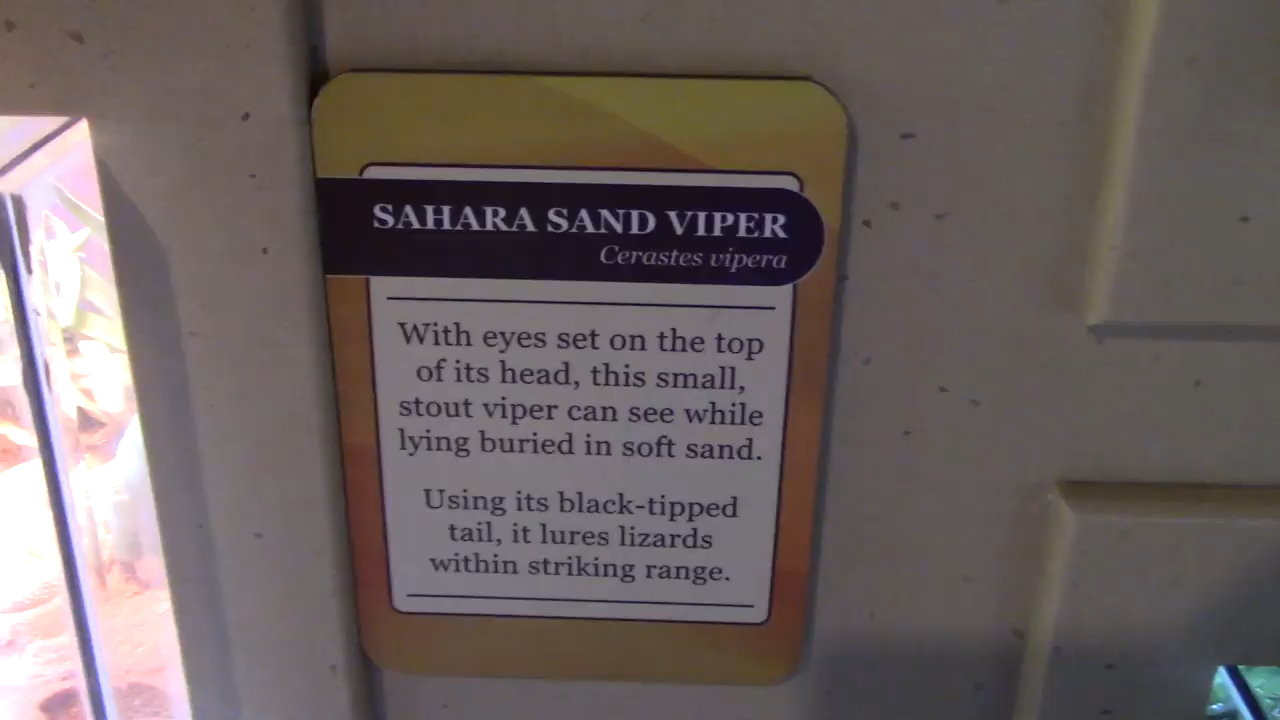 SAHARA SAND VIPER
Cerastes vipera
With eyes set on the top
of its head, this small,
stout viper can see while
lying buried in soft sand.
Using its black-tipped
tail, it lures lizards
within striking range.